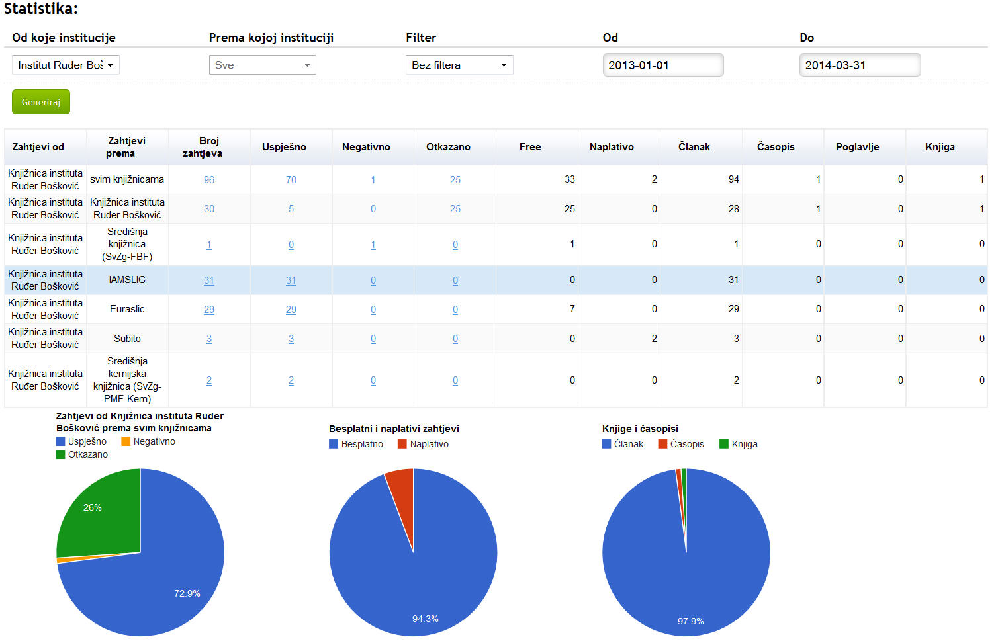 Statistika:
Od koje institucije Prema kojoj instituciji Filter Od Do
Institut Ruđer Boš Sve Bez filtera 2013-01-01 2014-03-31
Generiraj
Zahtjevi od Zahtjevi prema Broj zahtjeva Uspješno Negativno Otkazano Free Naplativo Članak Časopis Poglavlje Knjiga
Knjižnica instituta Ruđer Bošković svim knjižnicama 96 70 1 25 33 2 94 1 0 1
Knjižnica instituta Ruđer Bošković Knjižnica instituta Ruđer Bošković 30 5 0 25 25 0 28 1 0 1
Knjižnica instituta Ruđer Bošković Središnja knjižnica (SvZg-FBF) 1 0 1 0 1 0 1 0 0 0
Knjižnica instituta Ruđer Bošković IAMSLIC 31 31 0 0 0 0 31 0 0 0
Knjižnica instituta Ruđer Bošković Euraslic 29 29 0 0 7 0 29 0 0 0
Knjižnica instituta Ruđer Bošković Subito 3 3 0 0 0 2 3 0 0 0
Knjižnica instituta Ruđer Bošković Središnja kemijska knjižnica (SvZg-PMF-Kem) 2 2 0 0 0 0 2 0 0 0
Zahtjevi od Knjižnica instituta Ruđer
Bošković prema svim knjižnicama
Uspješno Negativno
Otkazano
26%
72.9%
Besplatni i naplativi zahtjevi
Besplatno Naplativo
94.3%
Knjige i časopisi
Članak Časopis Knjiga
97.9%